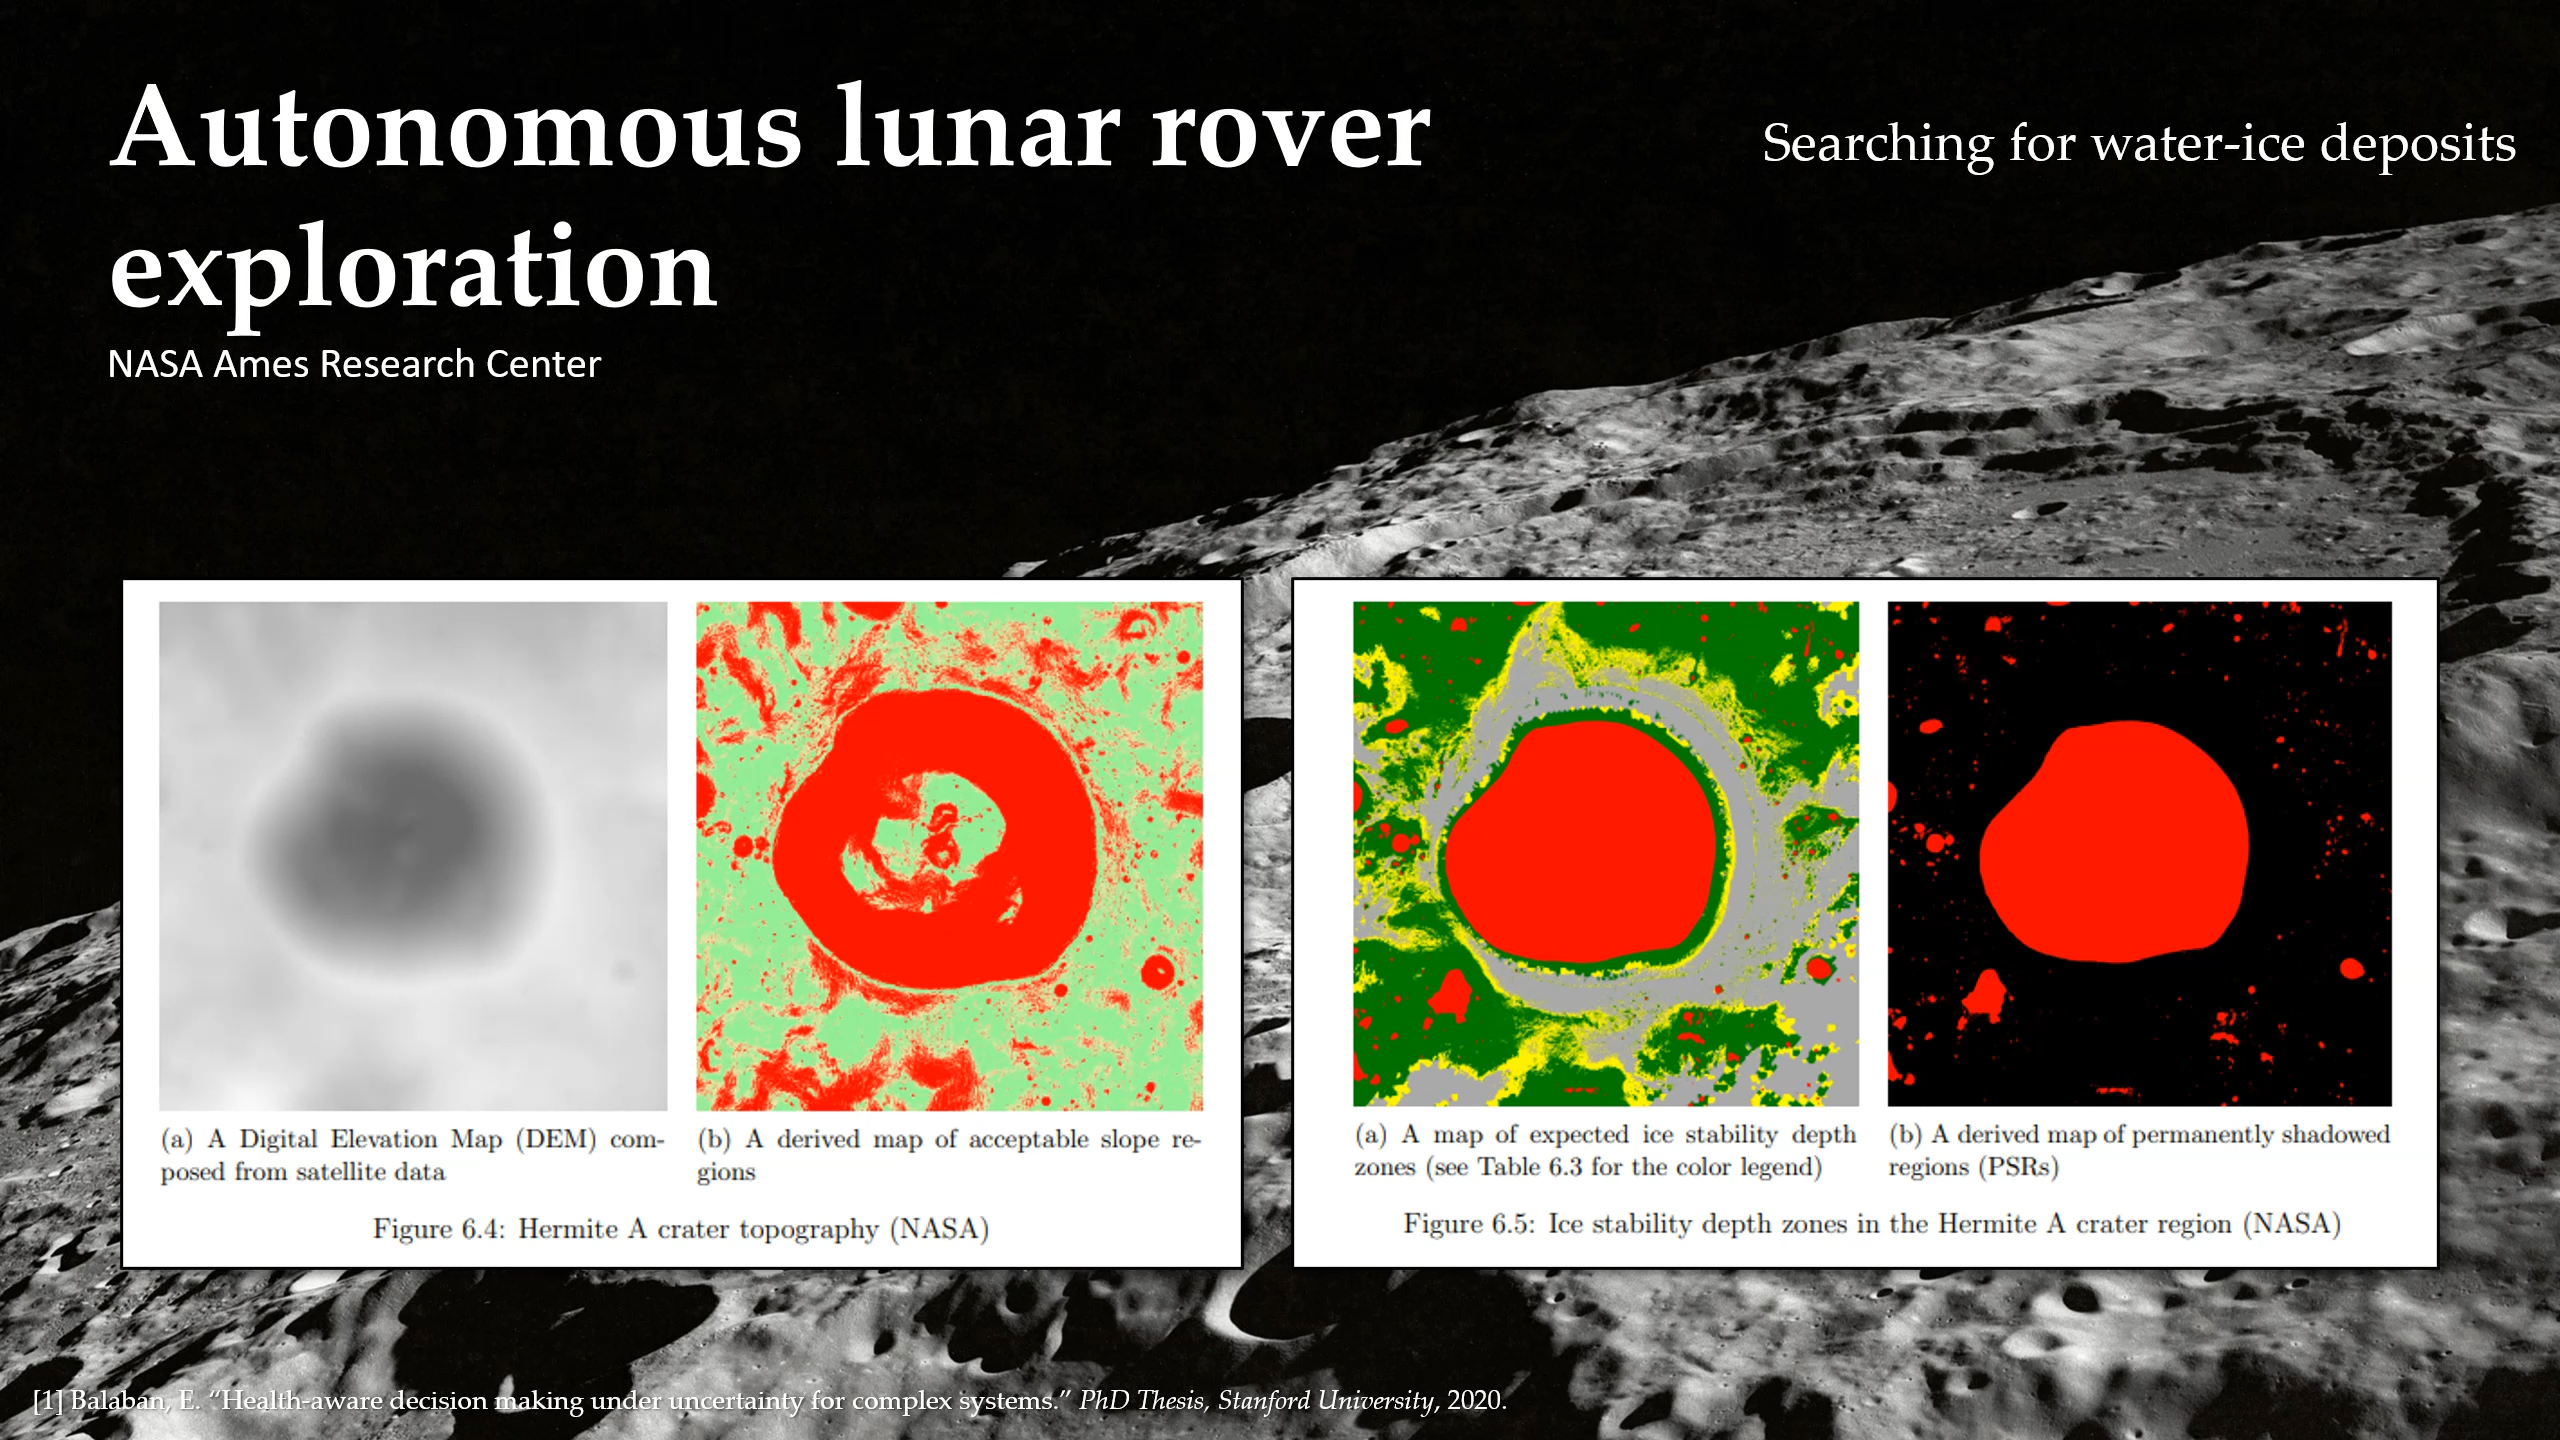 Autonomous lunar rover
exploration
NASA Ames Research Center
Searching for water-ice deposits
(a) A Digital Elevation Map (DEM) com-
posed from satellite data
(b) A derived map of acceptable slope re-
gions
Figure 6.4: Hermite A crater topography (NASA)
(a) A map of expected ice stability depth
zones (see Table 6.3 for the color legend)
(b) A derived map of permanently shadowed
regions (PSRs)
Figure 6.5: Ice stability depth zones in the Hermite A crater region (NASA)
[1] Balaban, E. “Health-aware decision making under uncertainty for complex systems.” PhD Thesis, Stanford University, 2020.